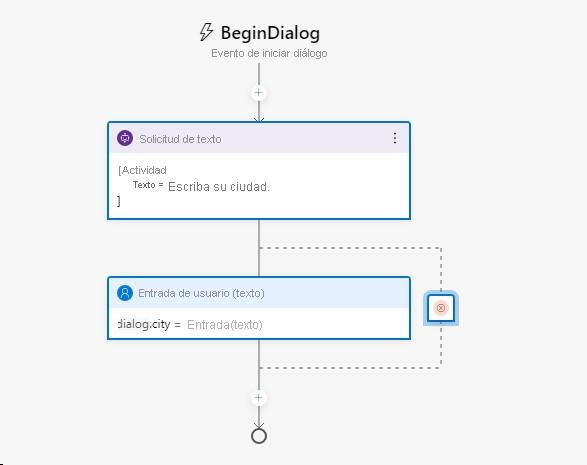 BeginDialog
Evento de iniciar diálogo
Solicitud de texto
[Actividad
Texto = Escriba su ciudad.
]
Entrada de usuario (texto)
dialog.city = Entrada(texto)